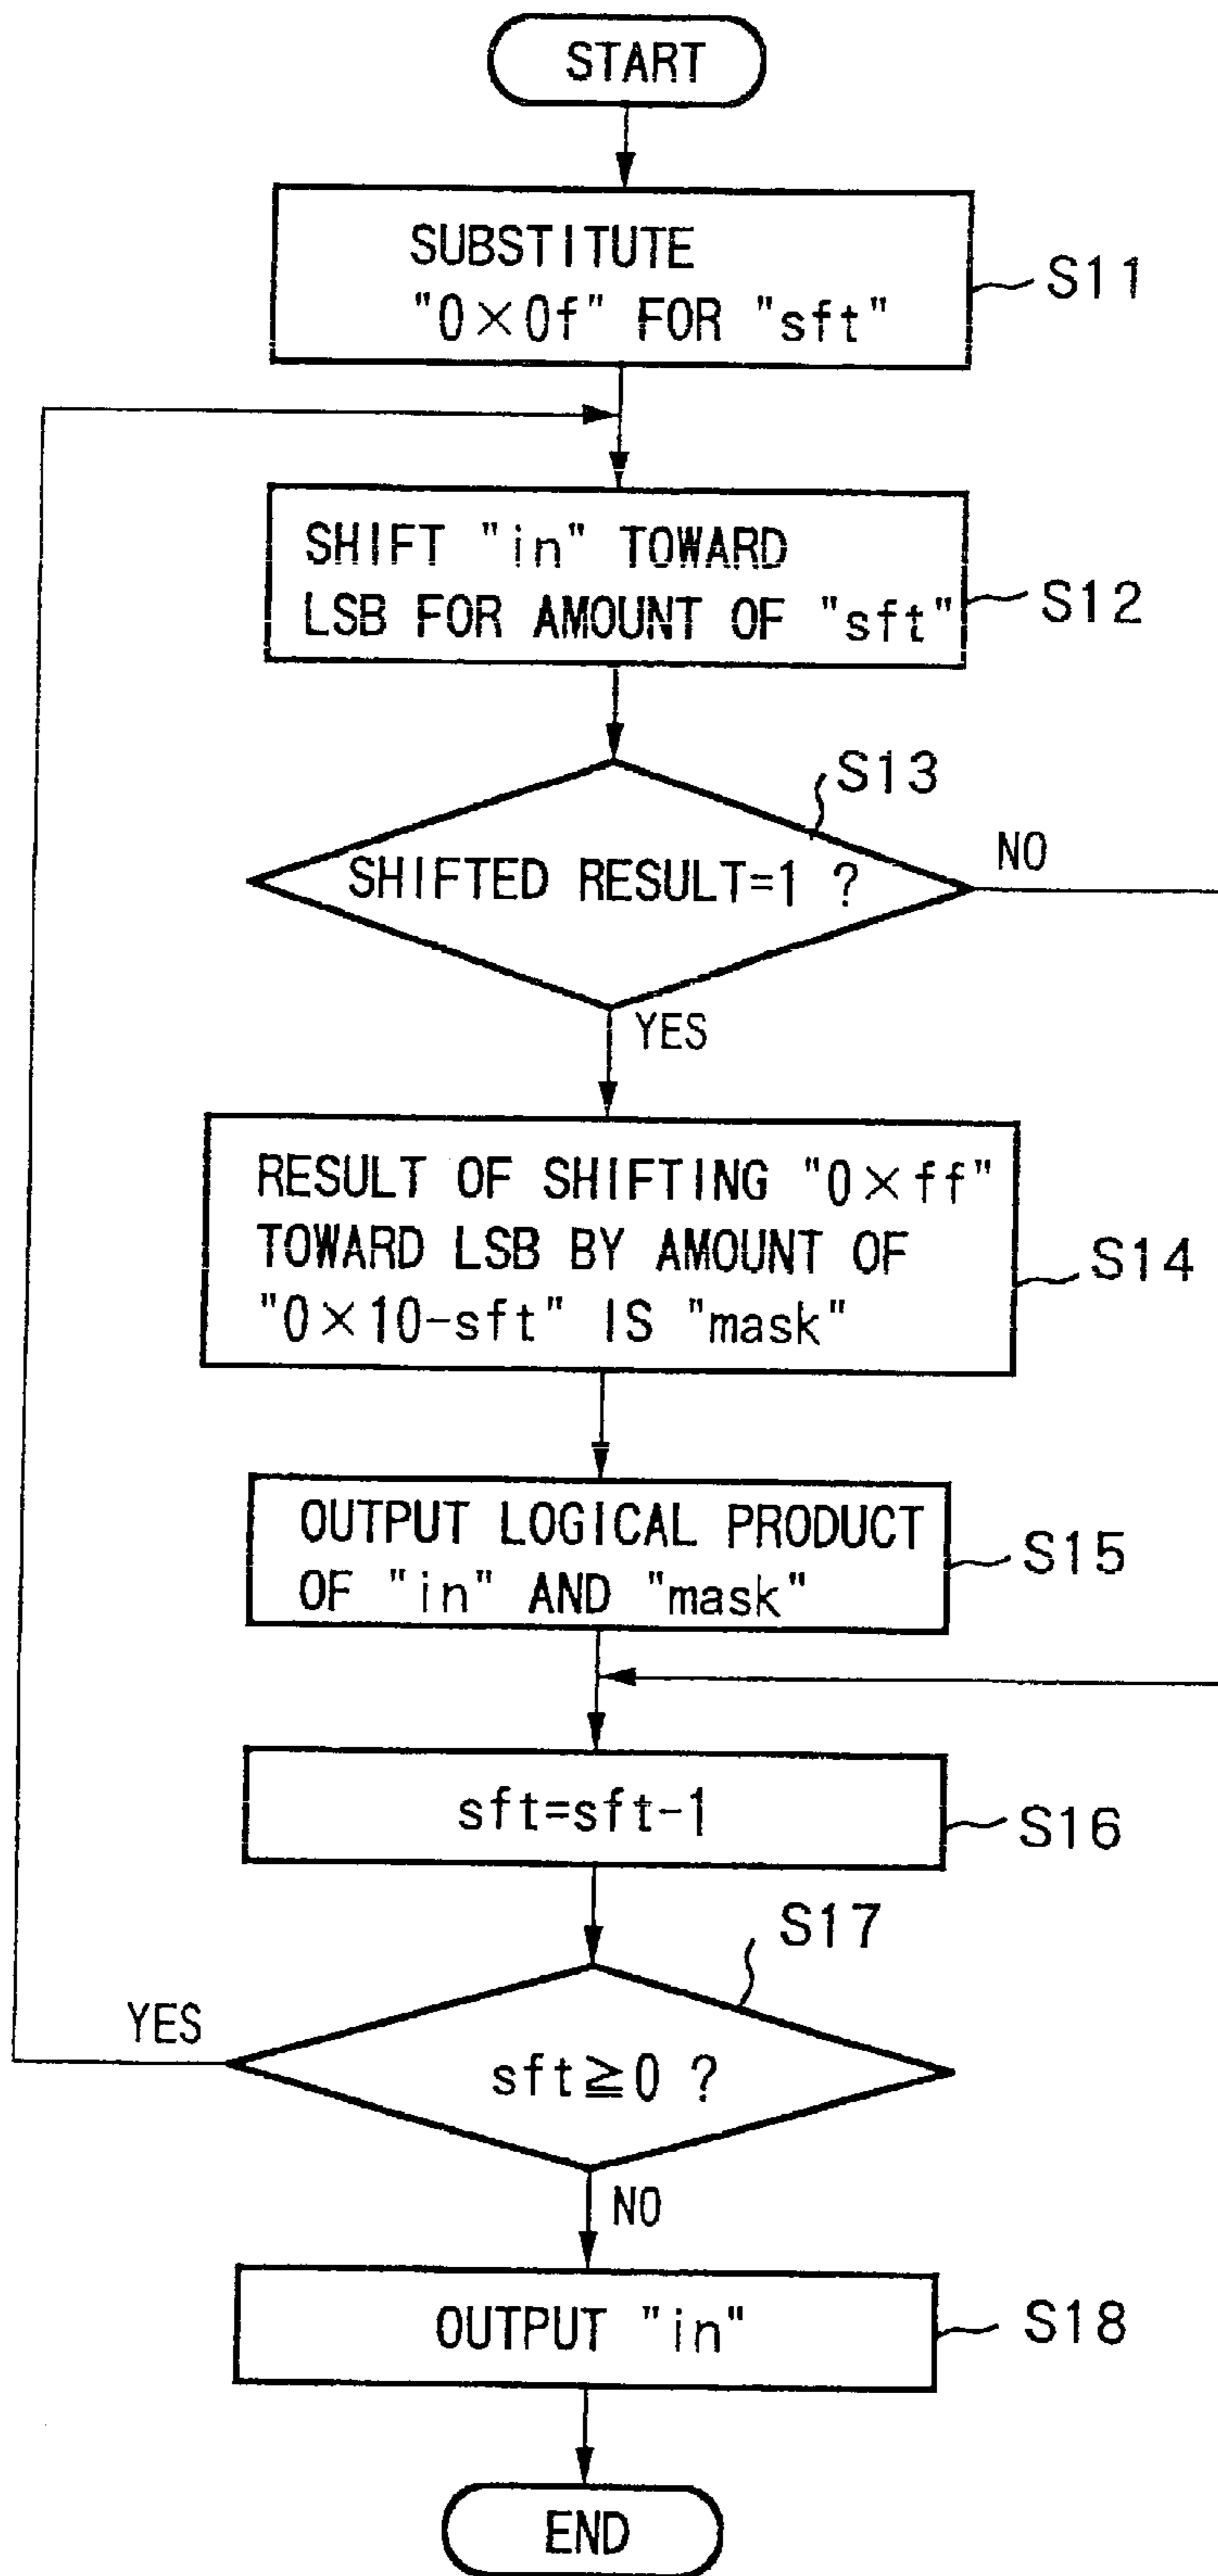 START
SUBSTITUTE
"0×0f" FOR "sft"
S11
SHIFT "in" TOWARD
LSB FOR AMOUNT OF "sft"
S12
S13
SHIFTED RESULT=1 ?
NO
YES
RESULT OF SHIFTING "0×ff"
TOWARD LSB BY AMOUNT OF
"0×10-sft" IS "mask"
S14
OUTPUT LOGICAL PRODUCT
OF "in" AND "mask"
S15
sft=sft-1
S16
S17
YES
sft≧0 ?
NO
OUTPUT "in"
S18
END